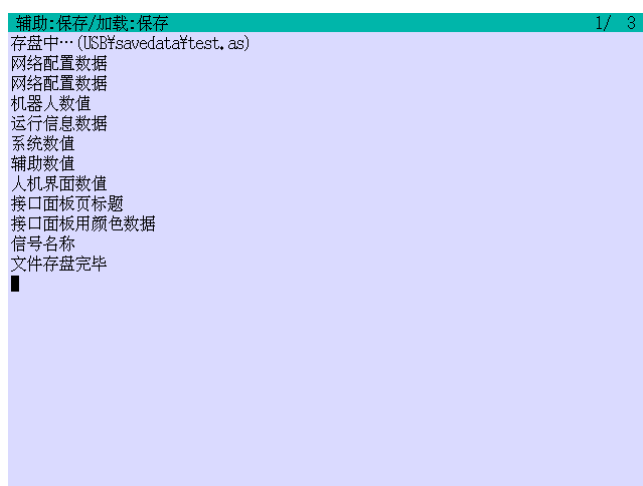 辅助:保存/加载:保存 1/ 3
存盘中…(USB¥savedata¥test.as)
网络配置数据
网络配置数据
机器人数值
运行信息数据
系统数值
辅助数值
人机界面数值
接口面板页标题
接口面板用颜色数据
信号名称
文件存盘完毕